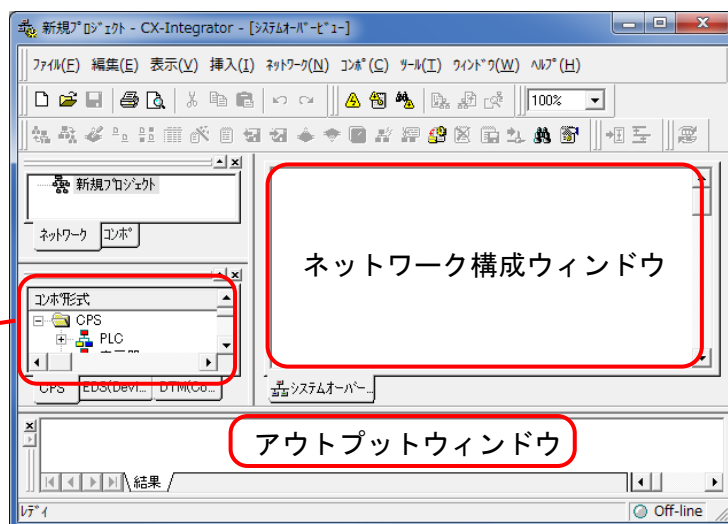 新規ﾌﾟﾛｼﾞｪｸﾄ - CX-Integrator - [ｼｽﾃﾑｵｰﾊﾞｰﾋﾞｭｰ]
ﾌｧｲﾙ(F) 編集(E) 表示(V) 挿入(I) ﾈｯﾄﾜｰｸ(N) ｺﾝﾎﾟ(C) ﾂｰﾙ(T) ｳｨﾝﾄﾞｳ(W) ﾍﾙﾌﾟ(H)
100%
新規ﾌﾟﾛｼﾞｪｸﾄ
ﾈｯﾄﾜｰｸ ｺﾝﾎﾟ
ネットワーク構成ウィンドウ
ｺﾝﾎﾟ形式
CPS
PLC
CPS EDS(Devi... DTM(Co...
ｼｽﾃﾑｵｰﾊﾞｰ...
アウトプットウィンドウ
結果
ﾚﾃﾞｨ
Off-line